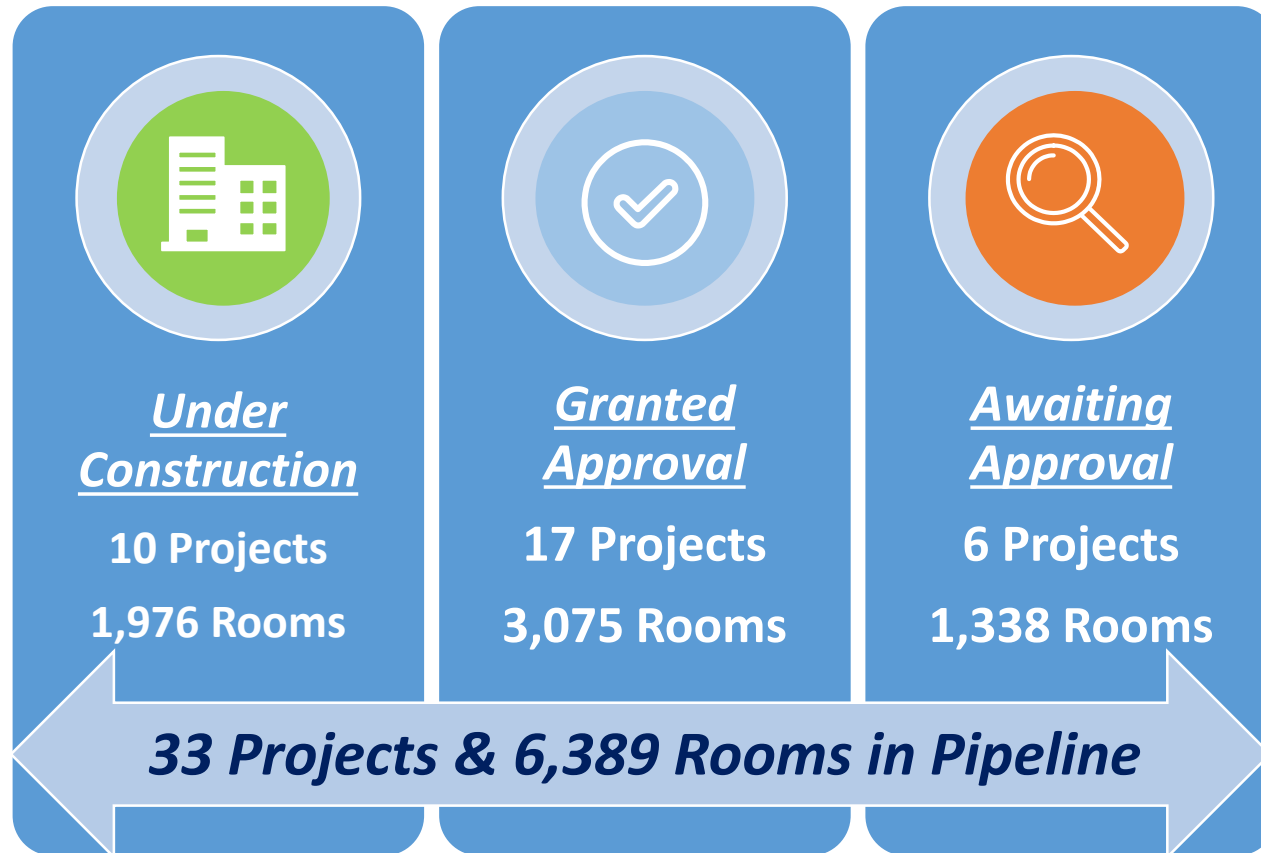 Under
Construction
10 Projects
1,976 Rooms
Granted
Approval
17 Projects
3,075 Rooms
Awaiting
Approval
6 Projects
1,338 Rooms
33 Projects & 6,389 Rooms in Pipeline